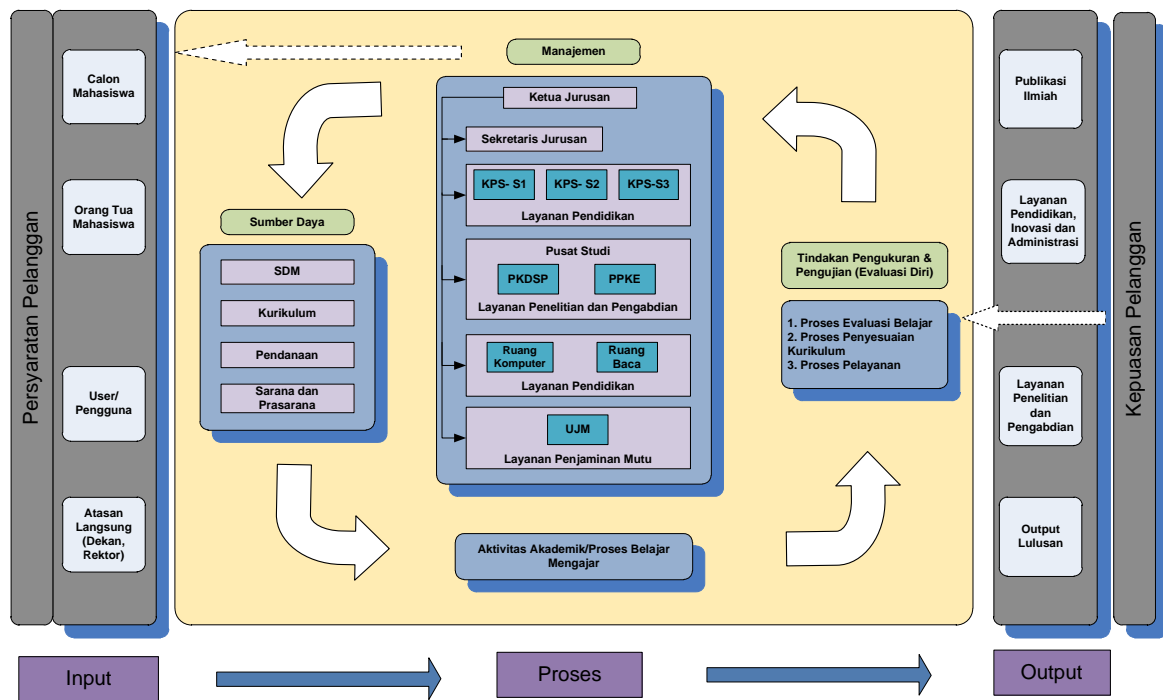 Persyaratan Pelanggan
Calon
Mahasiswa
Orang Tua
Mahasiswa
User/
Pengguna
Atasan
Langsung
(Dekan,
Rektor)
Manajemen
Ketua Jurusan
Sekretaris Jurusan
KPS- S1
KPS- S2
KPS-S3
Layanan Pendidikan
Pusat Studi
PKDSP
PPKE
Layanan Penelitian dan Pengabdian
Ruang
Komputer
Ruang
Baca
Layanan Pendidikan
UJM
Layanan Penjaminan Mutu
Sumber Daya
SDM
Kurikulum
Pendanaan
Sarana dan
Prasarana
Aktivitas Akademik/Proses Belajar
Mengajar
Tindakan Pengukuran &
Pengujian (Evaluasi Diri)
1. Proses Evaluasi Belajar
2. Proses Penyesuaian
Kurikulum
3. Proses Pelayanan
Publikasi
Ilmiah
Layanan
Pendidikan,
Inovasi dan
Administrasi
Layanan
Penelitian
dan
Pengabdian
Output
Lulusan
Kepuasan Pelanggan
Input
Proses
Output